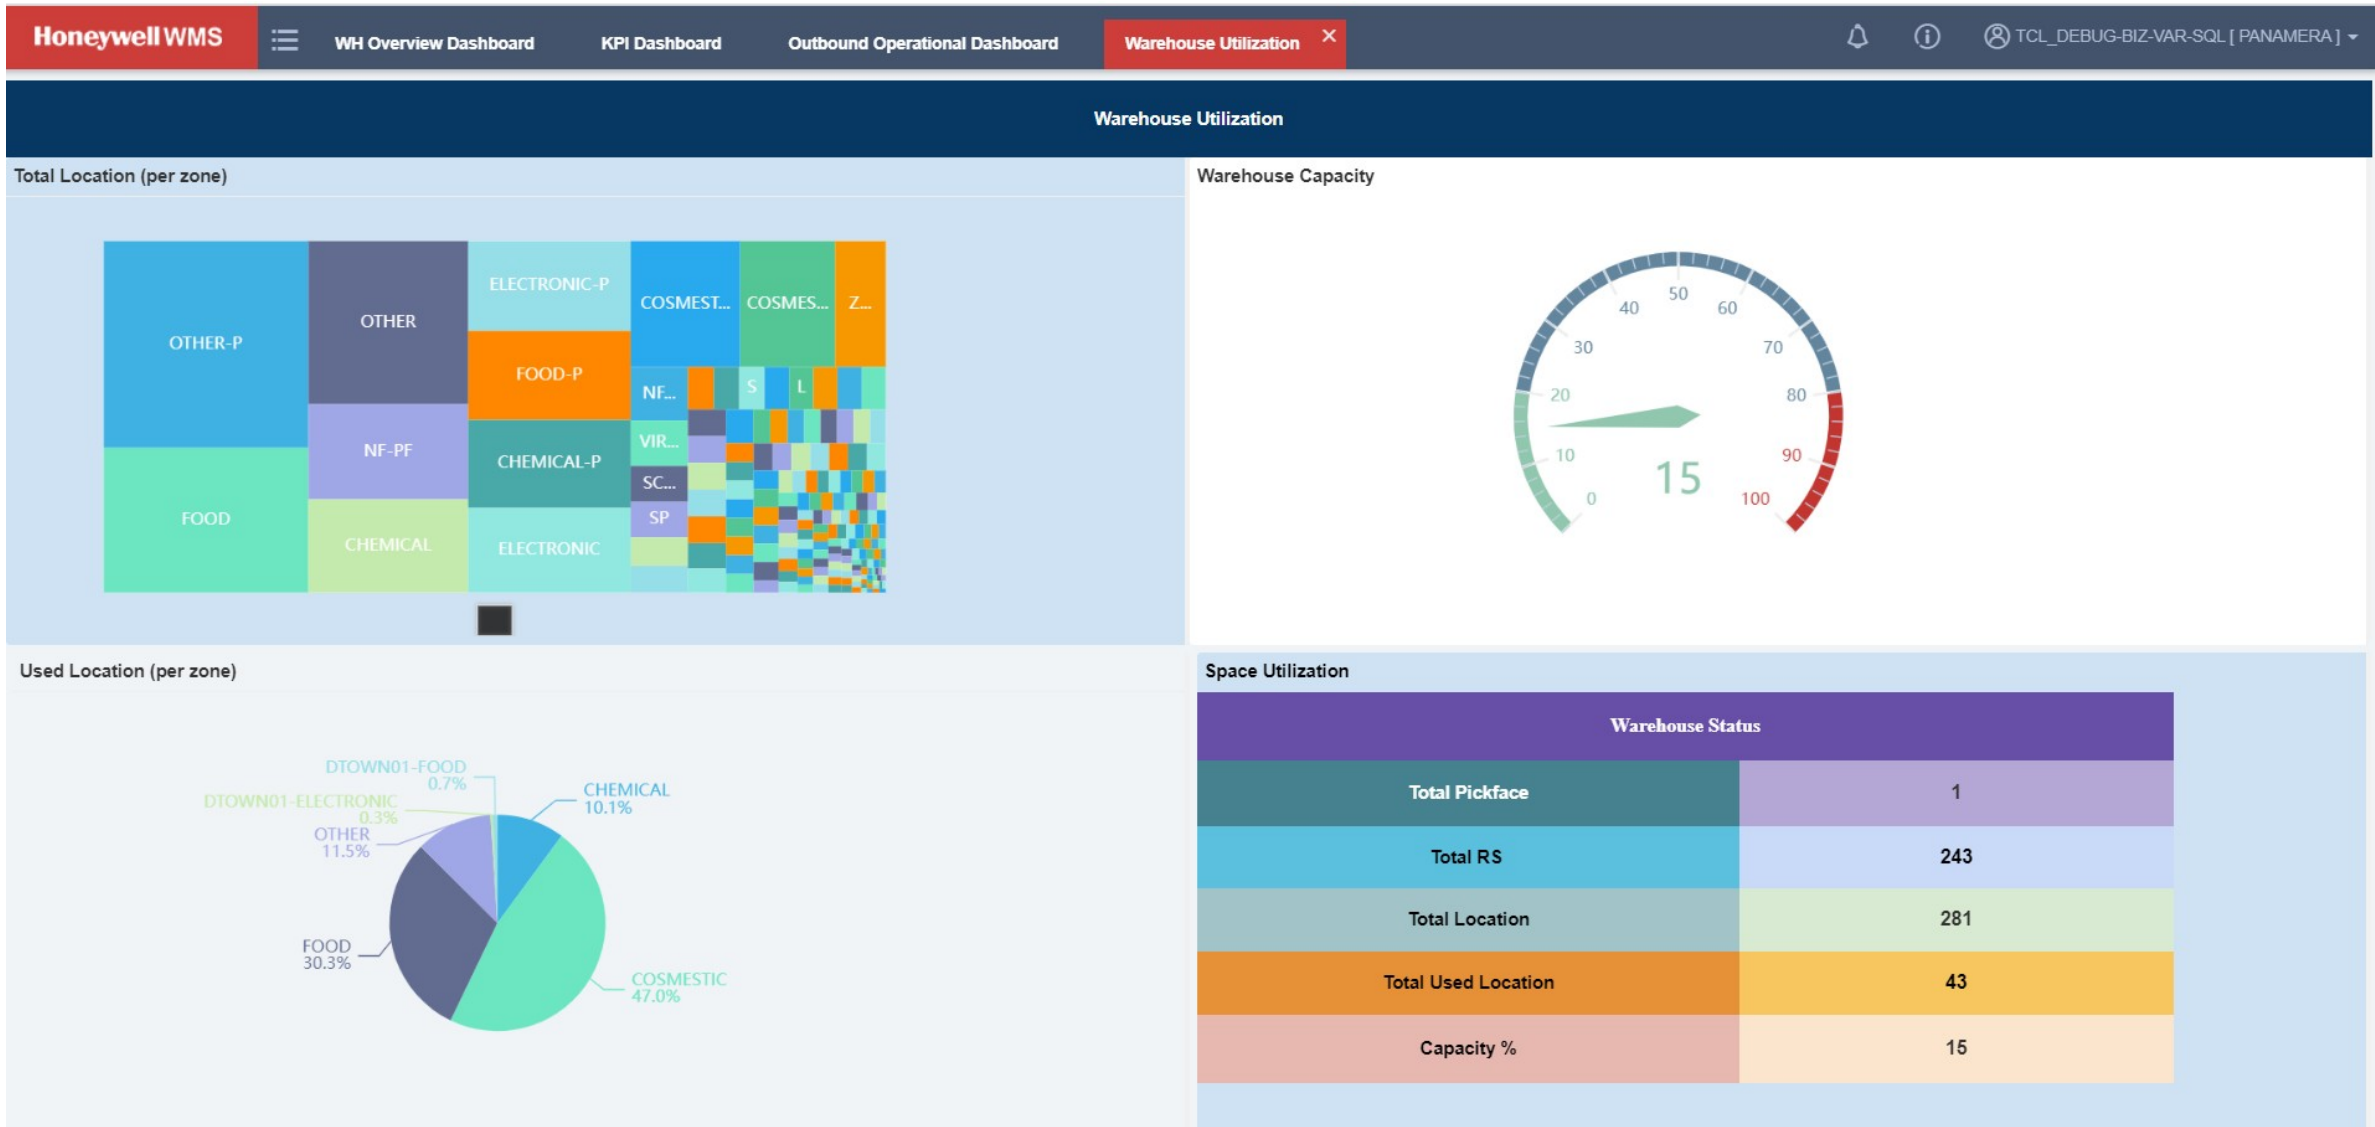 Honeywell WMS
WH Overview Dashboard
KPI Dashboard
Outbound Operational Dashboard
Warehouse Utilization
TCL_DEBUG-BIZ-VAR-SQL [ PANAMERA ]
Warehouse Utilization
Total Location (per zone)
OTHER-P
FOOD
OTHER
NF-PF
CHEMICAL
ELECTRONIC-P
FOOD-P
CHEMICAL-P
ELECTRONIC
COSMEST...
COSMES...
Z...
NF...
S
L
VIR...
SC...
SP
Warehouse Capacity
0
10
20
30
40
50
60
70
80
90
100
15
Used Location (per zone)
DTOWN01-FOOD
0.7%
DTOWN01-ELECTRONIC
0.3%
OTHER
11.5%
CHEMICAL
10.1%
FOOD
30.3%
COSMESTIC
47.0%
Space Utilization
Warehouse Status
Total Pickface 1
Total RS 243
Total Location 281
Total Used Location 43
Capacity % 15